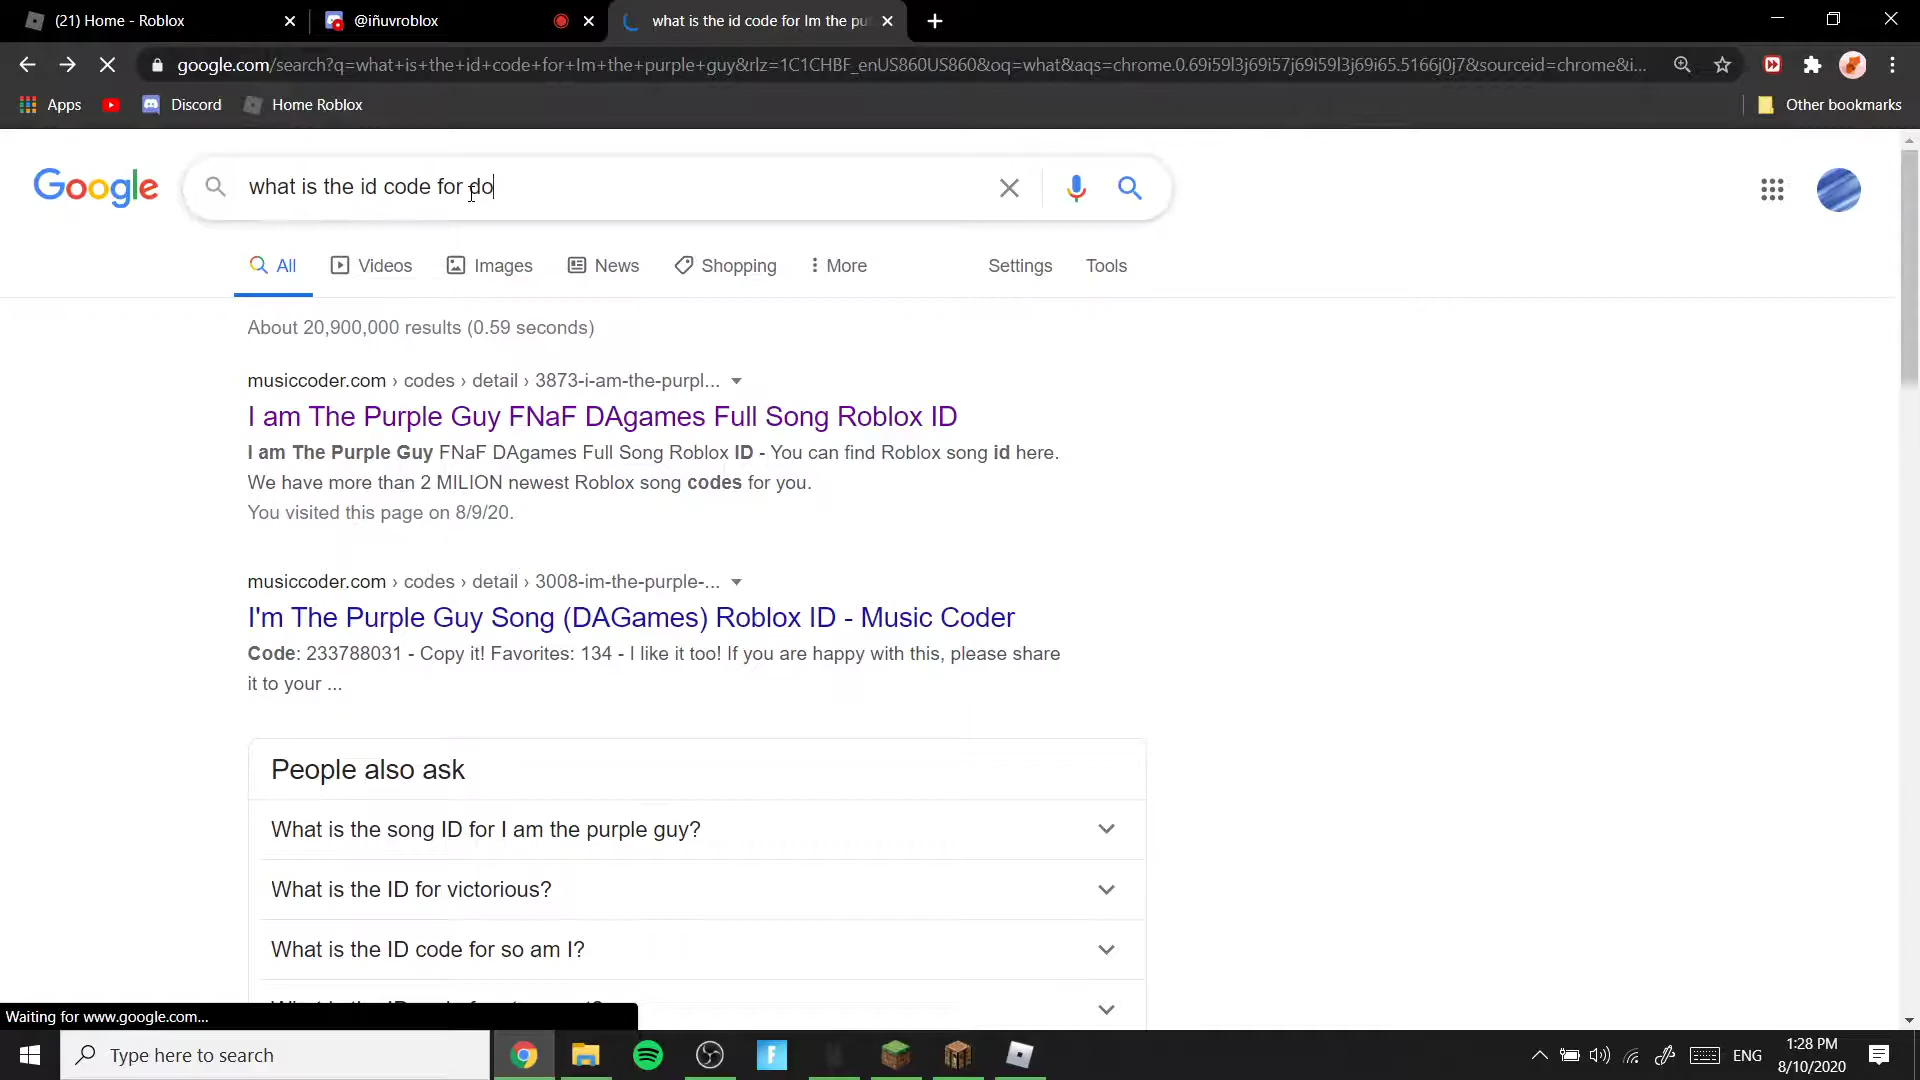 (21) Home - Roblox
@iñuvroblox
what is the id code for Im the pu
google.com/search?q=what+is+the+id+code+for+Im+the+purple+guy&rlz=1C1CHBF_enUS860US860&oq=what&aqs=chrome.0.69i59l3j69i57j69i59l3j69i65.5166j0j7&sourceid=chrome&i...
Apps
Discord
Home Roblox
Other bookmarks
Google
what is the id code for do
All
Videos
Images
News
Shopping
More
Settings
Tools
About 20,900,000 results (0.59 seconds)
musiccoder.com › codes › detail › 3873-i-am-the-purpl...
I am The Purple Guy FNaF DAgames Full Song Roblox ID
I am The Purple Guy FNaF DAgames Full Song Roblox ID - You can find Roblox song id here.
We have more than 2 MILION newest Roblox song codes for you.
You visited this page on 8/9/20.
musiccoder.com › codes › detail › 3008-im-the-purple-...
I'm The Purple Guy Song (DAGames) Roblox ID - Music Coder
Code: 233788031 - Copy it! Favorites: 134 - I like it too! If you are happy with this, please share
it to your ...
People also ask
What is the song ID for I am the purple guy?
What is the ID for victorious?
What is the ID code for so am I?
Waiting for www.google.com...
Type here to search
ENG
1:28 PM
8/10/2020